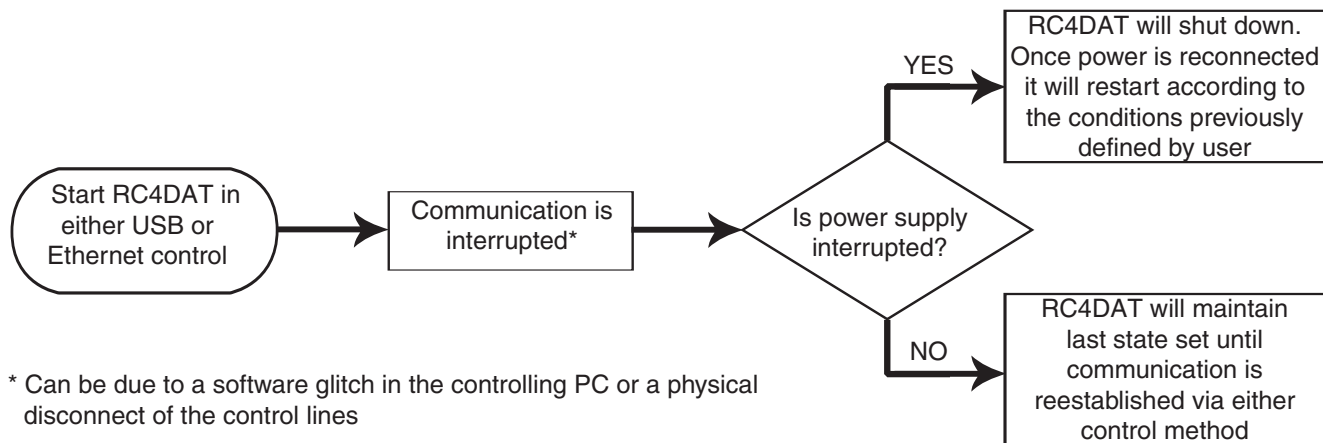 Start RC4DAT in
either USB or
Ethernet control
Communication is
interrupted*
Is power supply
interrupted?
YES
RC4DAT will shut down.
Once power is reconnected
it will restart according to
the conditions previously
defined by user
NO
RC4DAT will maintain
last state set until
communication is
reestablished via either
control method
* Can be due to a software glitch in the controlling PC or a physical
disconnect of the control lines